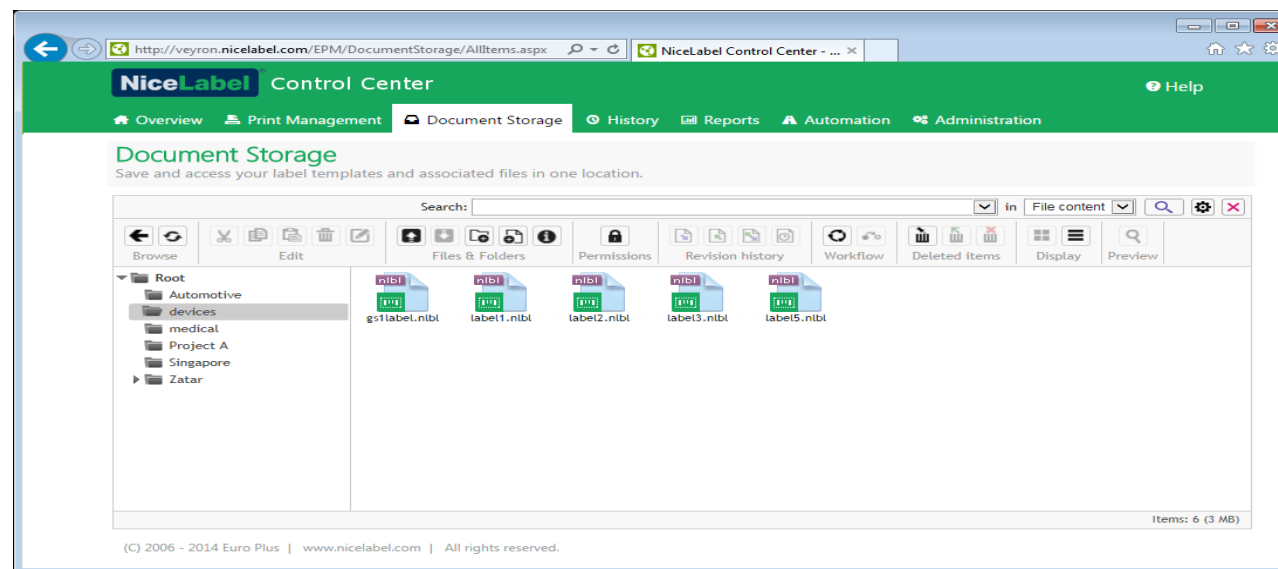 http://veyron.nicelabel.com/EPM/DocumentStorage/AllItems.aspx
NiceLabel Control Center - ...
NiceLabel Control Center
Help
Overview Print Management Document Storage History Reports Automation Administration
Document Storage
Save and access your label templates and associated files in one location.
Search: in File content
Browse Edit Files & Folders Permissions Revision history Workflow Deleted items Display Preview
Root
Automotive
devices
medical
Project A
Singapore
Zatar
nlbl nlbl nlbl nlbl nlbl
gs1label.nlbl label1.nlbl label2.nlbl label3.nlbl label5.nlbl
Items: 6 (3 MB)
(C) 2006 - 2014 Euro Plus | www.nicelabel.com | All rights reserved.